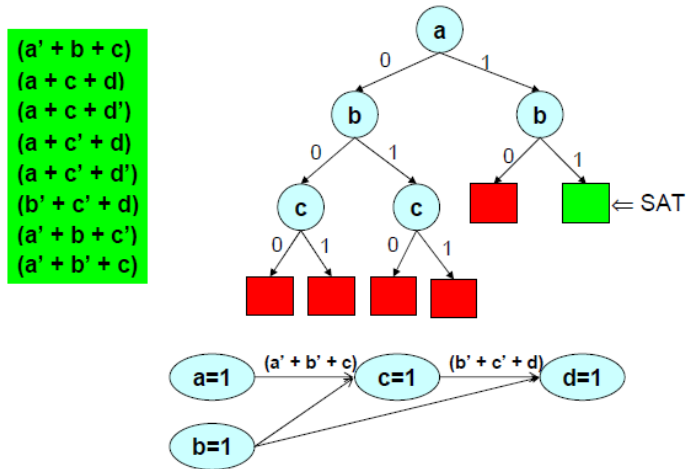 (a' + b + c)
(a + c + d)
(a + c + d')
(a + c' + d)
(a + c' + d')
(b' + c' + d)
(a' + b + c')
(a' + b' + c)
a
0 1
b b
0 1 0 1
⇐ SAT
c c
0 1 0 1
(a' + b' + c) (b' + c' + d)
a=1 c=1 d=1
b=1